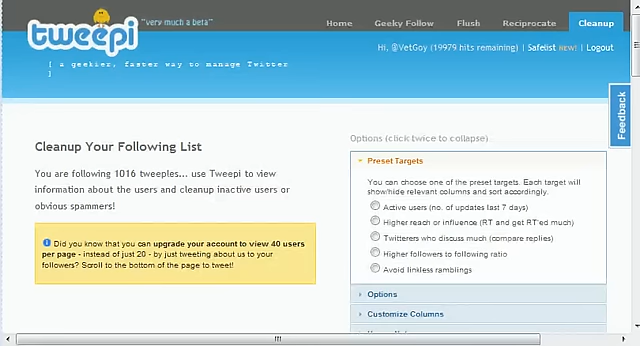 tweepi "very much a beta"
Home Geeky Follow Flush Reciprocate Cleanup
Hi, @VetGoy (19979 hits remaining) | Safelist NEW! | Logout
[ a geekier, faster way to manage Twitter
]
Feedback
Cleanup Your Following List
You are following 1016 tweeples... use Tweepi to view
information about the users and cleanup inactive users or
obvious spammers!
Did you know that you can upgrade your account to view 40 users
per page - instead of just 20 - by just tweeting about us to your
followers? Scroll to the bottom of the page to tweet!
Options (click twice to collapse)
Preset Targets
You can choose one of the preset targets. Each target will
show/hide relevant columns and sort accordingly.
Active users (no. of updates last 7 days)
Higher reach or influence (RT and get RT'ed much)
Twitterers who discuss much (compare replies)
Higher followers to following ratio
Avoid linkless ramblings
Options
Customize Columns